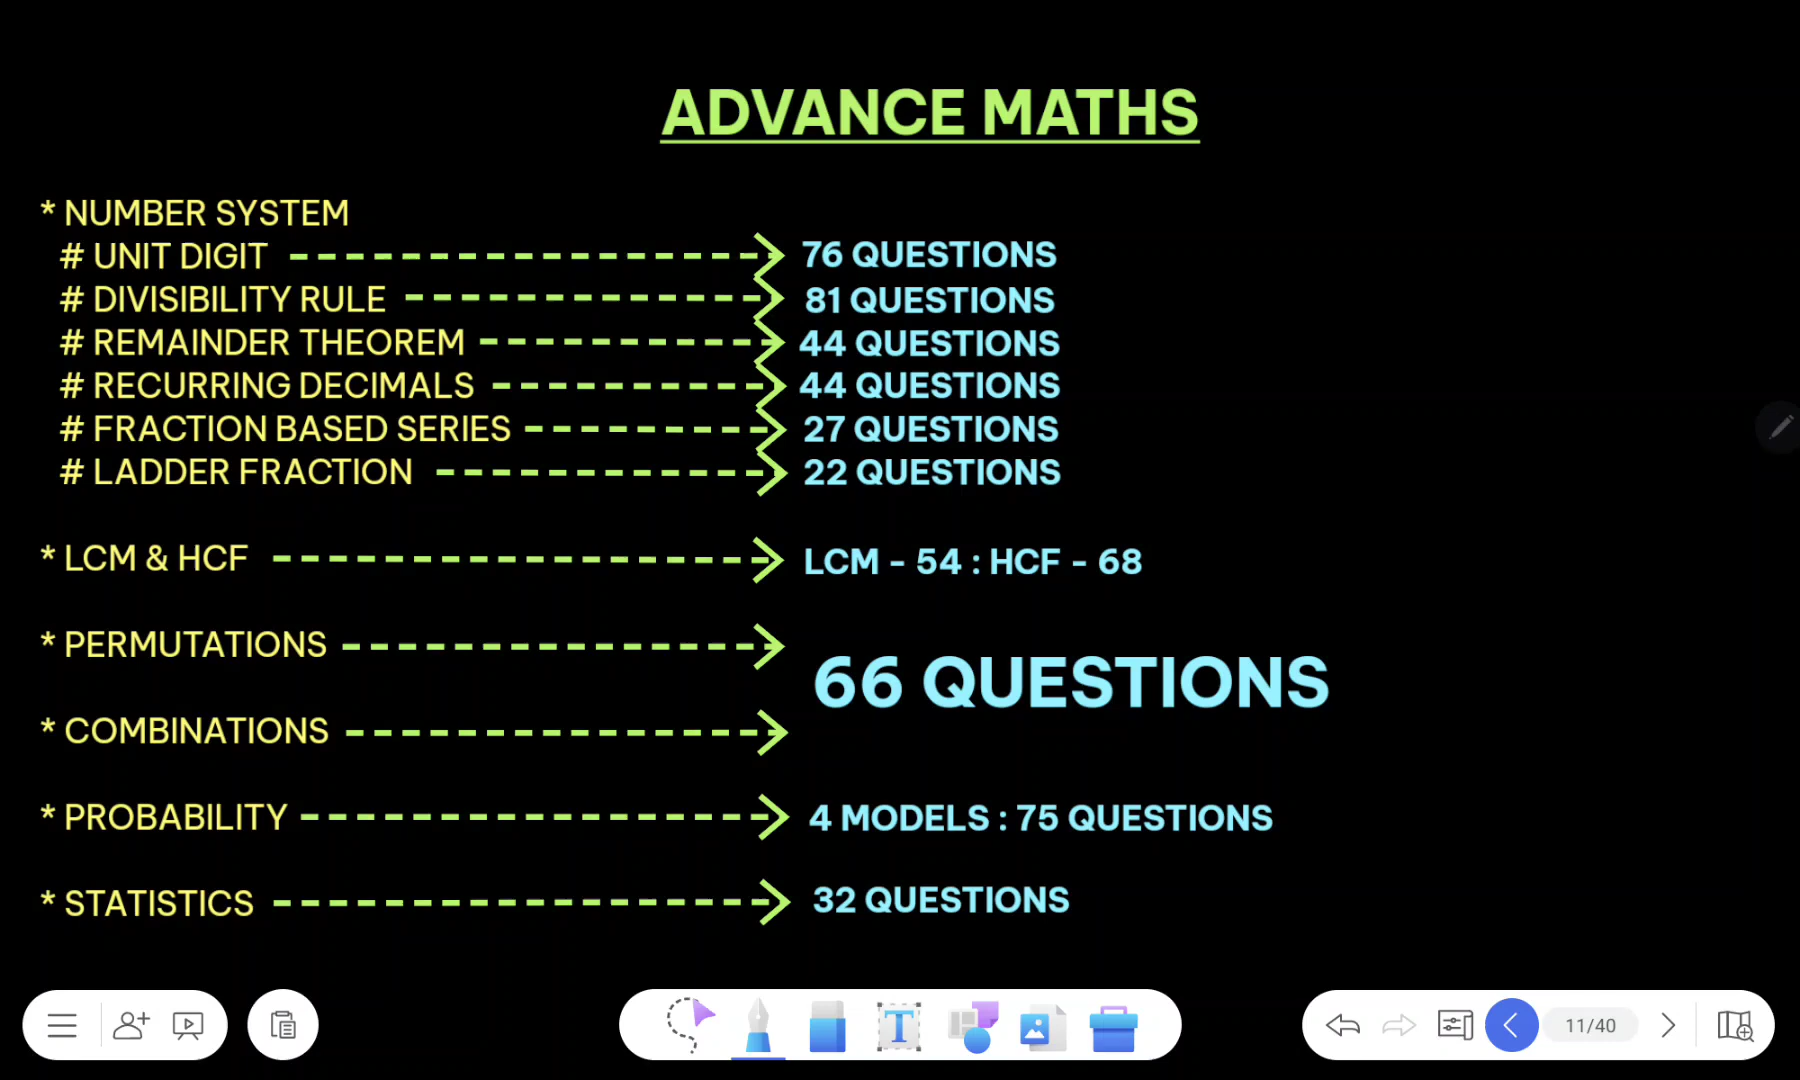 ADVANCE MATHS
* NUMBER SYSTEM
# UNIT DIGIT 76 QUESTIONS
# DIVISIBILITY RULE 81 QUESTIONS
# REMAINDER THEOREM 44 QUESTIONS
# RECURRING DECIMALS 44 QUESTIONS
# FRACTION BASED SERIES 27 QUESTIONS
# LADDER FRACTION 22 QUESTIONS
* LCM & HCF LCM - 54 : HCF - 68
* PERMUTATIONS
66 QUESTIONS
* COMBINATIONS
* PROBABILITY 4 MODELS : 75 QUESTIONS
* STATISTICS 32 QUESTIONS
T
11/40